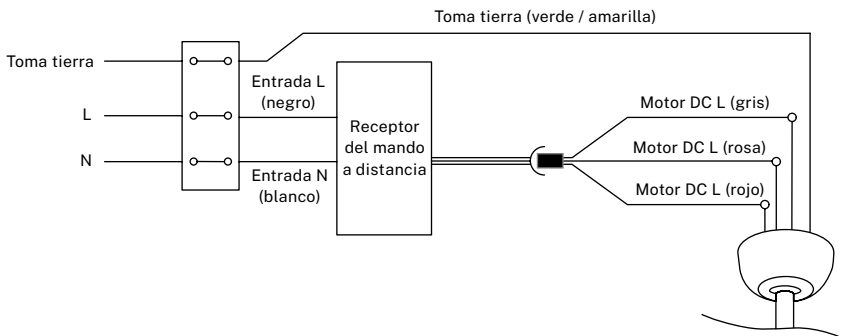 Toma tierra (verde / amarilla)
Toma tierra
Entrada L
(negro)
L
Motor DC L (gris)
Receptor
del mando
a distancia
Motor DC L (rosa)
N
Entrada N
(blanco)
Motor DC L (rojo)